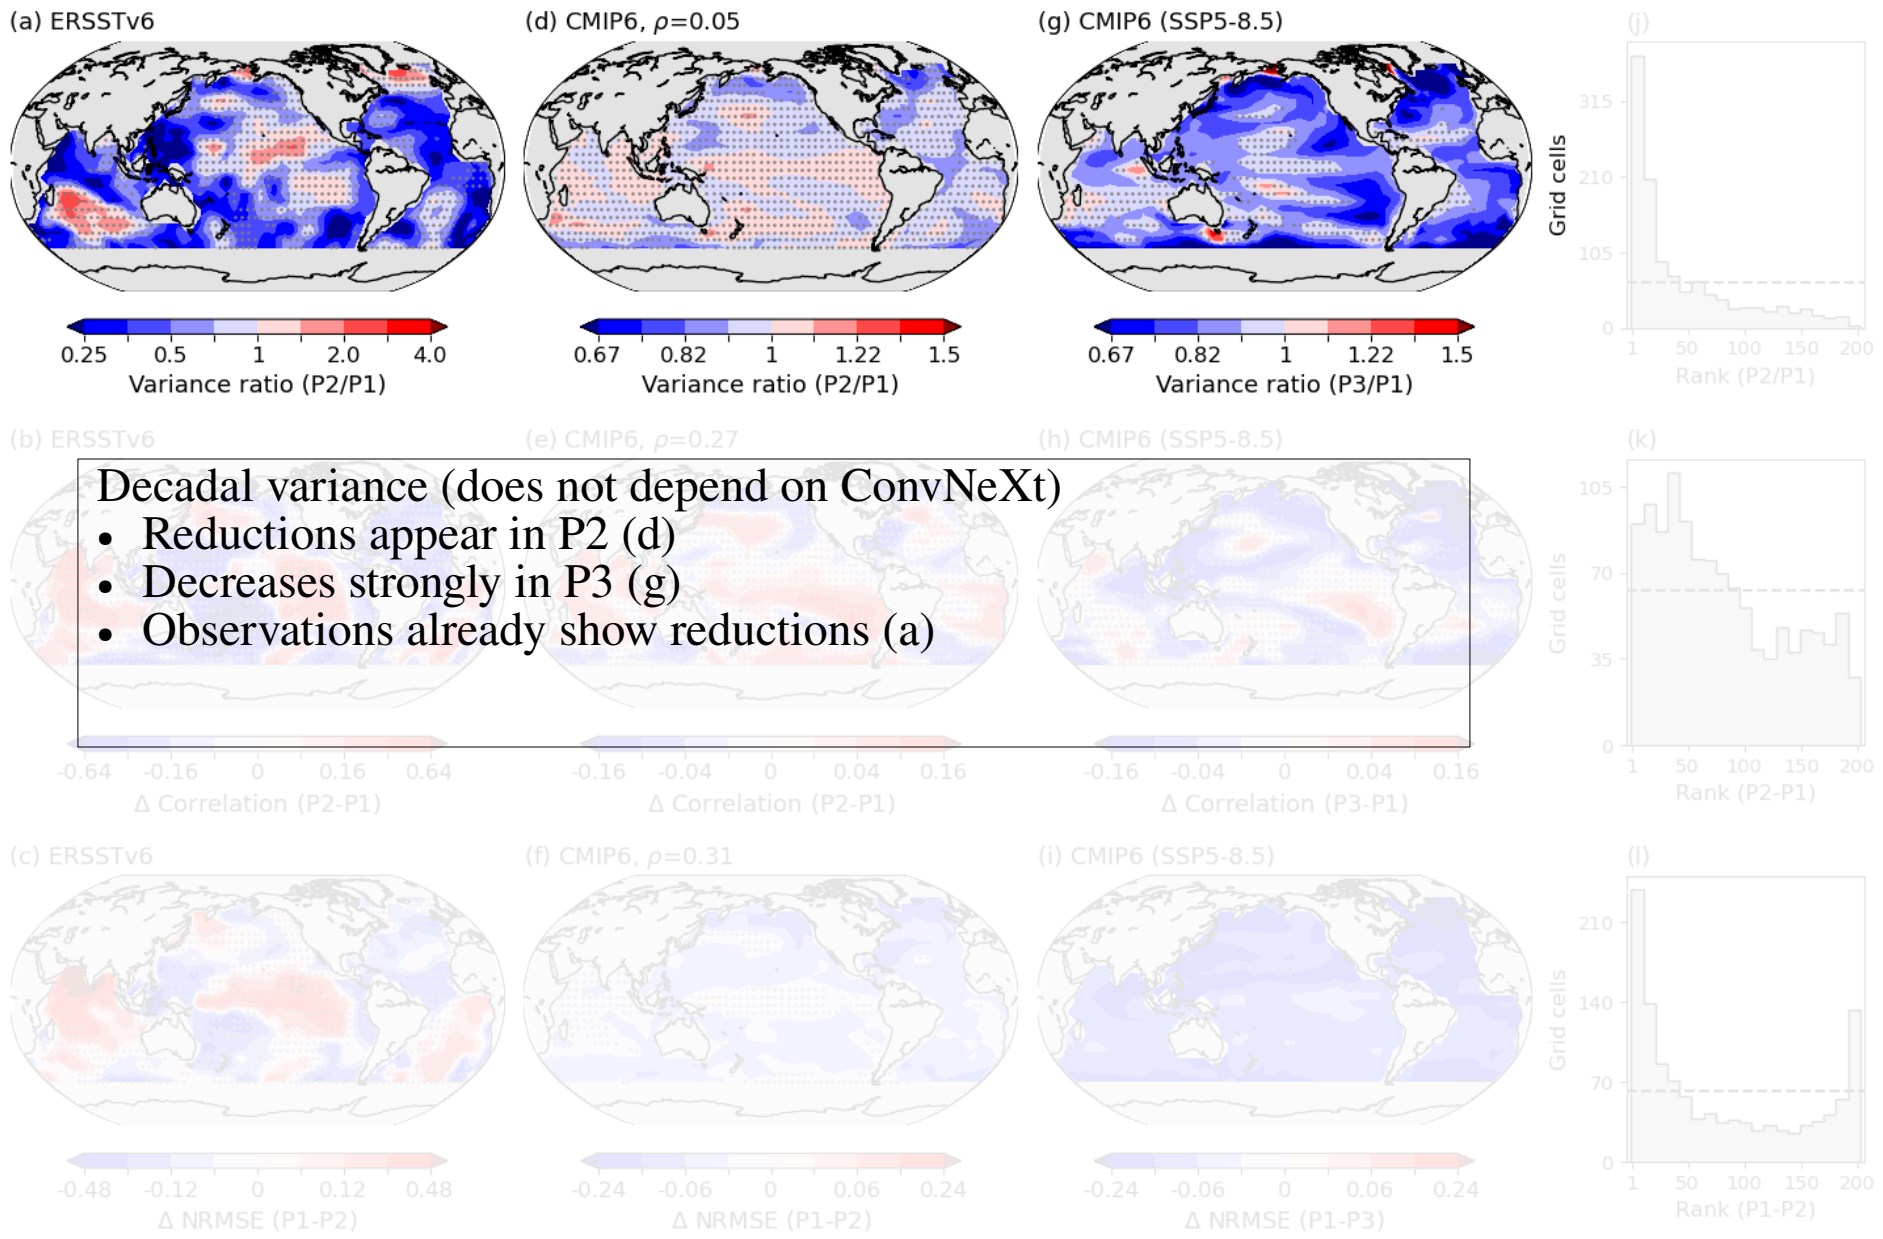 (a) ERSSTv6
(d) CMIP6, ρ=0.05
(g) CMIP6 (SSP5-8.5)
(j)
Grid cells
315
210
105
0
1 50 100 150 200
Rank (P2/P1)
0.25 0.5 1 2.0 4.0
Variance ratio (P2/P1)
0.67 0.82 1 1.22 1.5
Variance ratio (P2/P1)
0.67 0.82 1 1.22 1.5
Variance ratio (P3/P1)
(b) ERSSTv6
(e) CMIP6, ρ=0.27
(h) CMIP6 (SSP5-8.5)
(k)
Decadal variance (does not depend on ConvNeXt)
• Reductions appear in P2 (d)
• Decreases strongly in P3 (g)
• Observations already show reductions (a)
Grid cells
105
70
35
0
1 50 100 150 200
Rank (P2-P1)
-0.64 -0.16 0 0.16 0.64
Δ Correlation (P2-P1)
-0.16 -0.04 0 0.04 0.16
Δ Correlation (P2-P1)
-0.16 -0.04 0 0.04 0.16
Δ Correlation (P3-P1)
(c) ERSSTv6
(f) CMIP6, ρ=0.31
(i) CMIP6 (SSP5-8.5)
(l)
Grid cells
210
140
70
0
1 50 100 150 200
Rank (P1-P2)
-0.48 -0.12 0 0.12 0.48
Δ NRMSE (P1-P2)
-0.24 -0.06 0 0.06 0.24
Δ NRMSE (P1-P2)
-0.24 -0.06 0 0.06 0.24
Δ NRMSE (P1-P3)